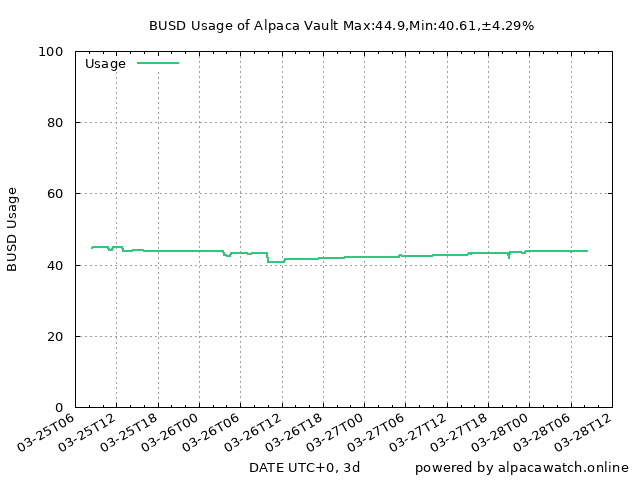 BUSD Usage of Alpaca Vault Max:44.9,Min:40.61,±4.29%
Usage
BUSD Usage
100
80
60
40
20
0
03-25T06
03-25T12
03-25T18
03-26T00
03-26T06
03-26T12
03-26T18
03-27T00
03-27T06
03-27T12
03-27T18
03-28T00
03-28T06
03-28T12
DATE UTC+0, 3d
powered by alpacawatch.online